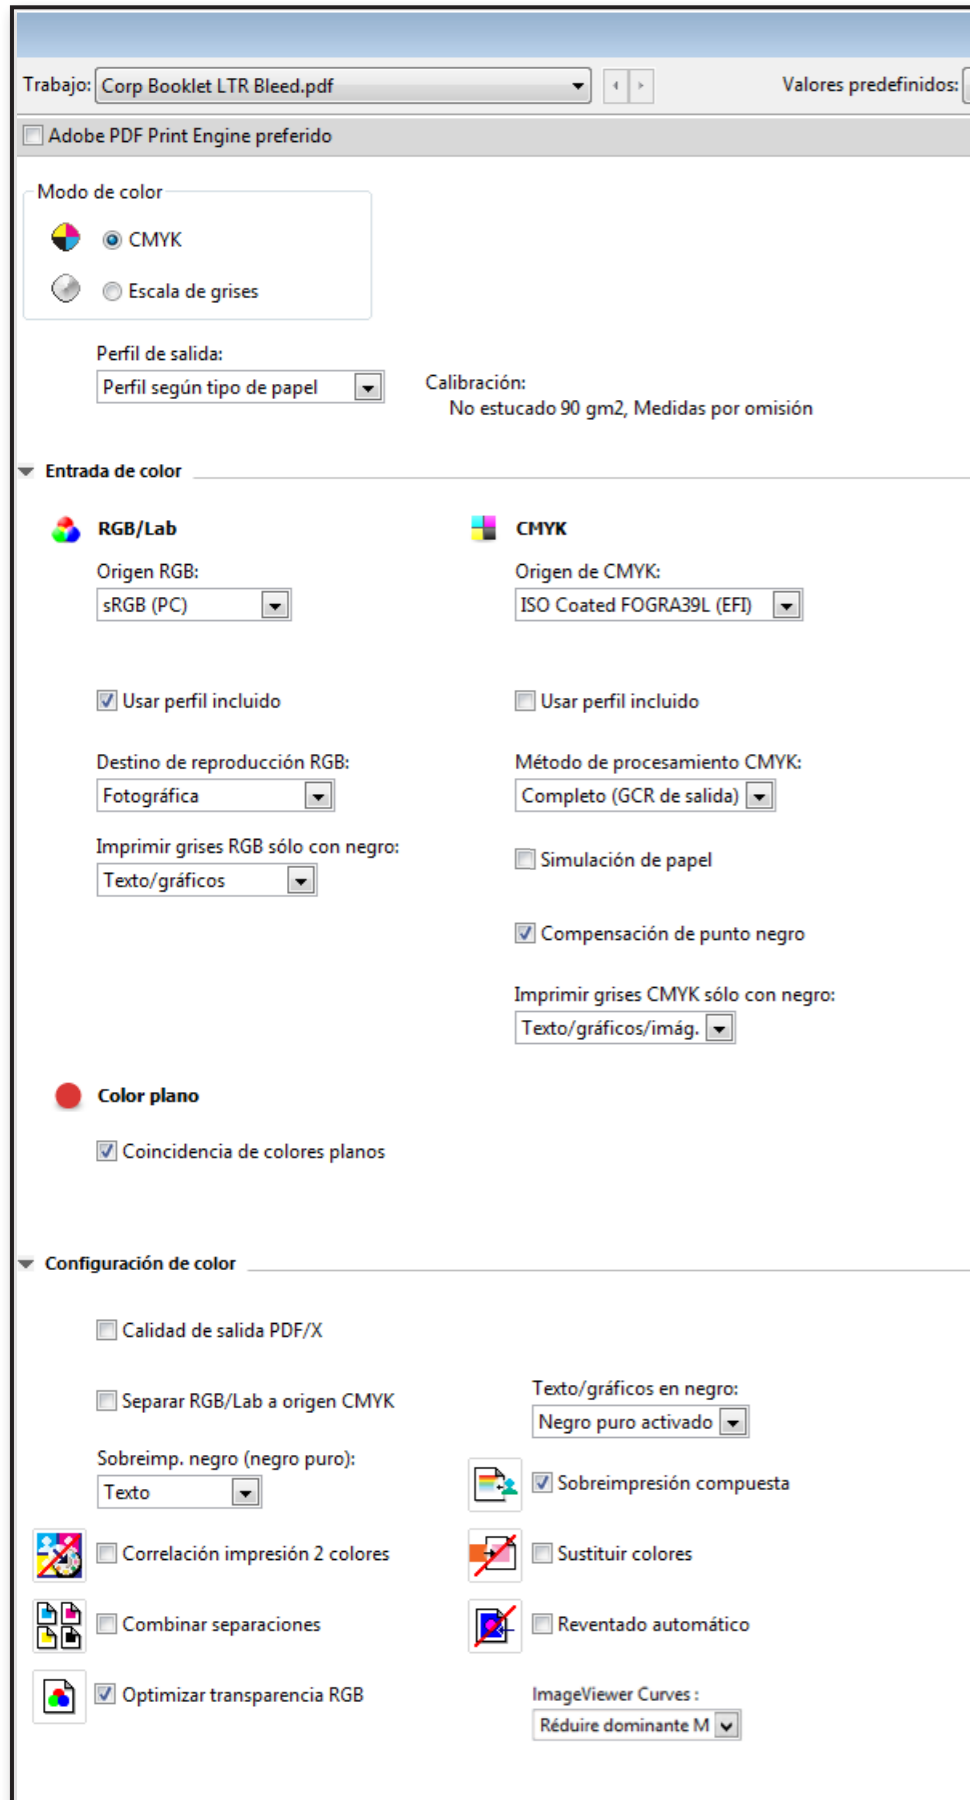 Trabajo: Corp Booklet LTR Bleed.pdf Valores predefinidos:
Adobe PDF Print Engine preferido
Modo de color
CMYK
Escala de grises
Perfil de salida:
Perfil según tipo de papel
Calibración:
No estucado 90 gm2, Medidas por omisión
Entrada de color
RGB/Lab
Origen RGB:
sRGB (PC)
Usar perfil incluido
Destino de reproducción RGB:
Fotográfica
Imprimir grises RGB sólo con negro:
Texto/gráficos
CMYK
Origen de CMYK:
ISO Coated FOGRA39L (EFI)
Usar perfil incluido
Método de procesamiento CMYK:
Completo (GCR de salida)
Simulación de papel
Compensación de punto negro
Imprimir grises CMYK sólo con negro:
Texto/gráficos/imág.
Color plano
Coincidencia de colores planos
Configuración de color
Calidad de salida PDF/X
Separar RGB/Lab a origen CMYK
Texto/gráficos en negro:
Negro puro activado
Sobreimp. negro (negro puro):
Texto
Sobreimpresión compuesta
Correlación impresión 2 colores
Sustituir colores
Combinar separaciones
Reventado automático
Optimizar transparencia RGB
ImageViewer Curves :
Réduire dominante M